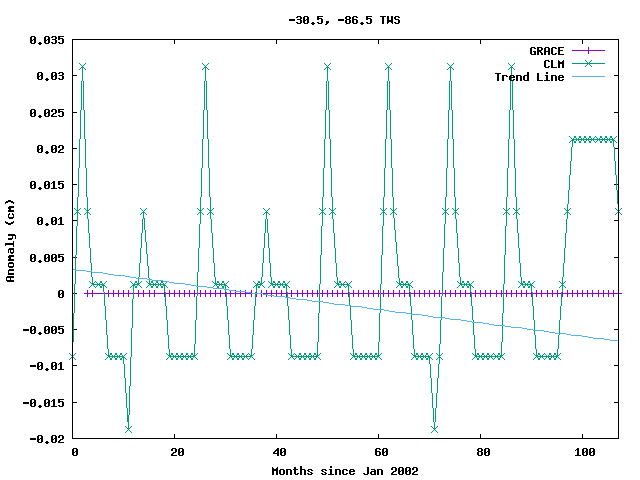 -30.5, -86.5 TWS
GRACE
CLM
Trend Line
Anomaly (cm)
0.035
0.03
0.025
0.02
0.015
0.01
0.005
0
-0.005
-0.01
-0.015
-0.02
0 20 40 60 80 100
Months since Jan 2002